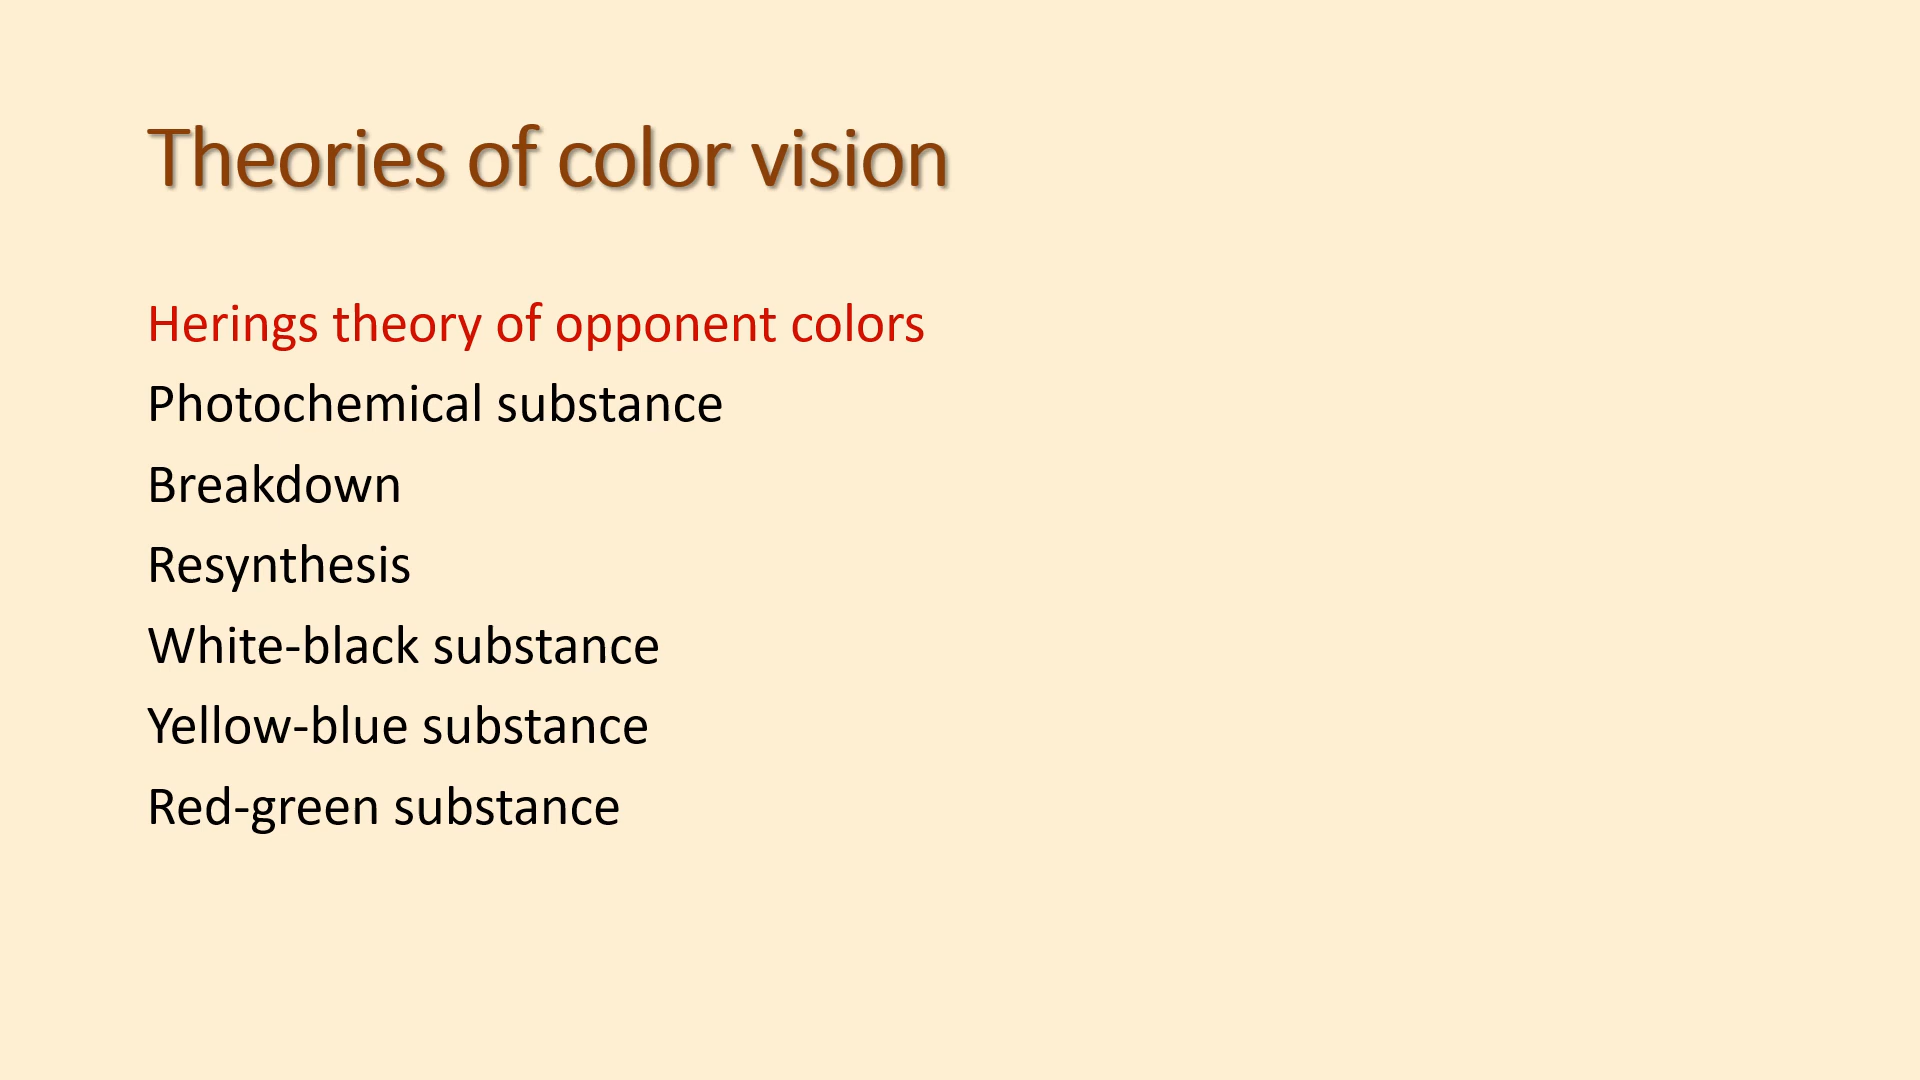 Theories of color vision
Herings theory of opponent colors
Photochemical substance
Breakdown
Resynthesis
White-black substance
Yellow-blue substance
Red-green substance